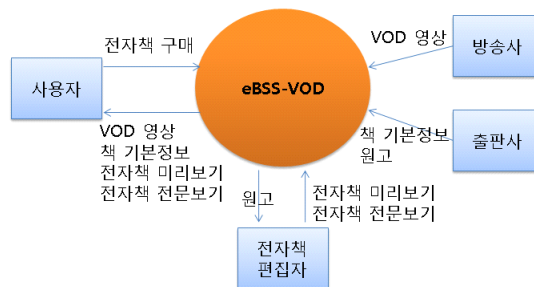 전자책 구매
사용자
VOD 영상
책 기본정보
전자책 미리보기
전자책 전문보기
eBSS-VOD
VOD 영상
방송사
책 기본정보
원고
출판사
원고
전자책 미리보기
전자책 전문보기
전자책
편집자